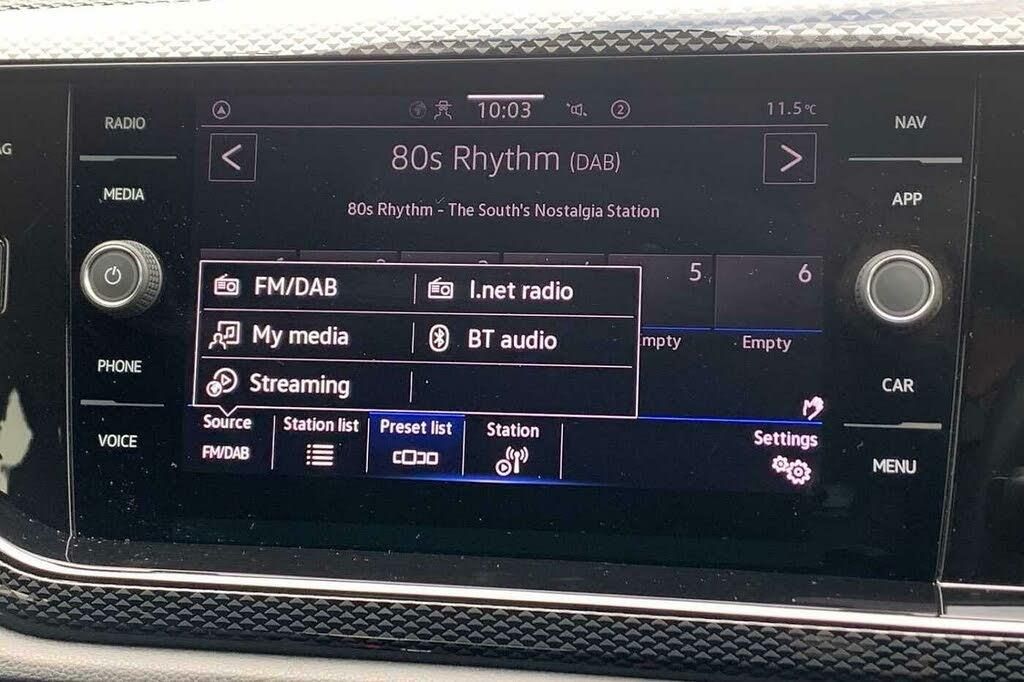 AG
RADIO
MEDIA
PHONE
VOICE
10:03
2
11.5°C
80s Rhythm (DAB)
80s Rhythm - The South's Nostalgia Station
5
6
Empty
FM/DAB
I.net radio
My media
BT audio
Streaming
Source
FM/DAB
Station list
Preset list
Station
Settings
NAV
APP
CAR
MENU